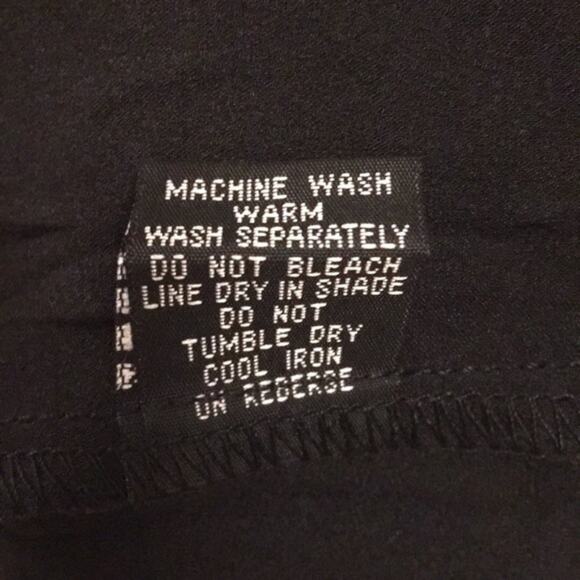 MACHINE WASH
WARM
WASH SEPARATELY
DO NOT BLEACH
LINE DRY IN SHADE
DO NOT
TUMBLE DRY
COOL IRON
ON REBERSE